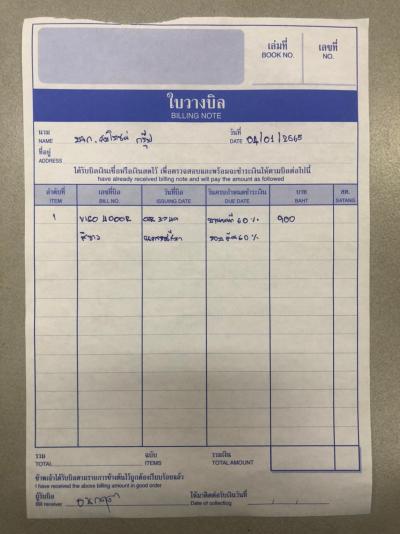 เล่มที่ เลขที่
BOOK NO. NO.
ใบวางบิล
BILLING NOTE
นาม วันที่
NAME DATE 04/01/2565
ที่อยู่
ADDRESS
ได้รับบิลเงินเชื่อหรือเงินสดไว้ เพื่อตรวจสอบและพร้อมจะชำระเงินให้ตามบิลต่อไปนี้
I have already received billing note and will pay the amount as followed
ลำดับที่ เลขที่บิล วันที่บิล วันครบกำหนดชำระเงิน บาท สต.
ITEM BILL NO. ISSUING DATE DUE DATE BAHT SATANG
1 VIGO 4DOOR 60% 900
สีขาว 60%
รวม ฉบับ รวมเงิน
TOTAL ITEMS TOTAL AMOUNT
ข้าพเจ้าได้รับบิลตามรายการข้างต้นไว้ถูกต้องเรียบร้อยแล้ว
I have received the above billing amount in good order
ผู้รับบิล ให้มาติดต่อรับเงินวันที่ / /
Bill receiver Date of collecting